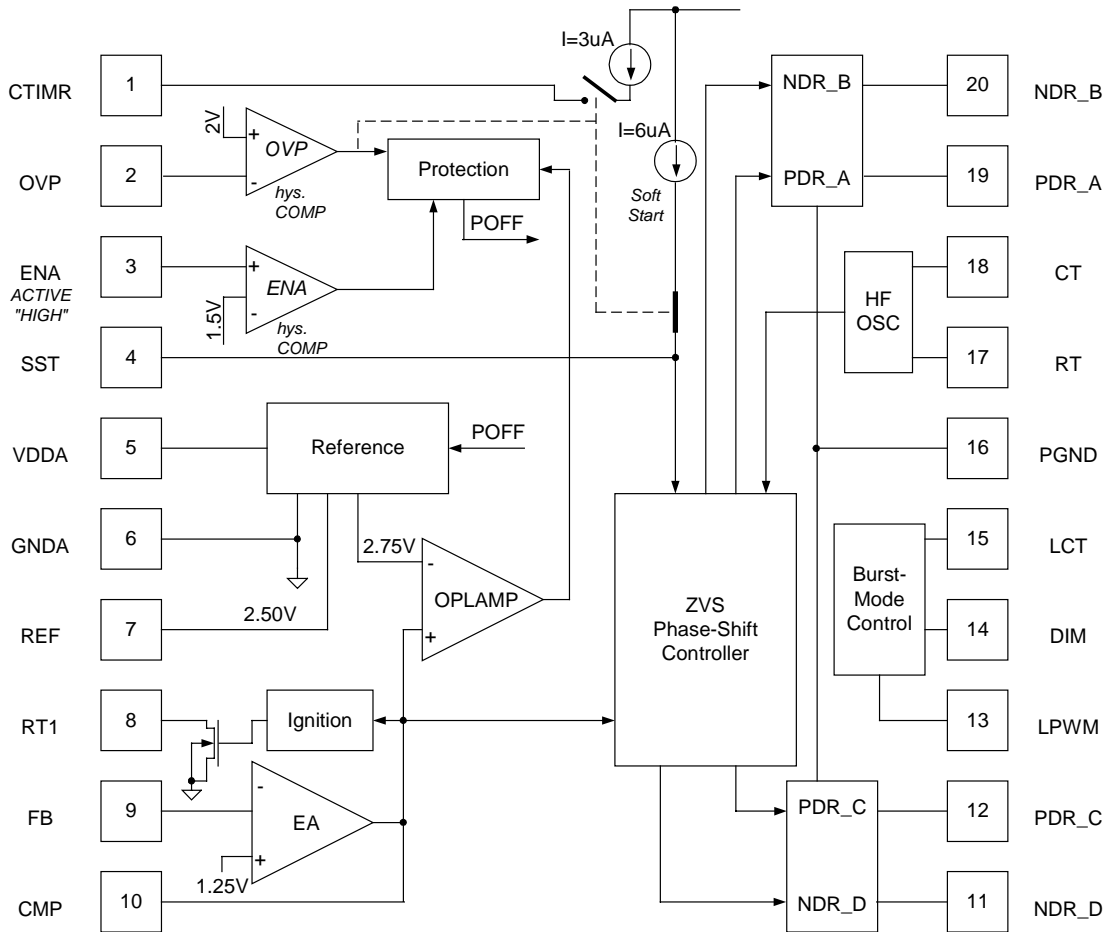 I=3uA
CTIMR
1
2V
OVP
hys.
COMP
I=6uA
Soft
Start
Protection
POFF
OVP
2
ENA
ACTIVE
"HIGH"
3
1.5V
ENA
hys.
COMP
SST
4
VDDA
5
Reference
POFF
GNDA
6
2.75V
OPLAMP
REF
7
2.50V
RT1
8
Ignition
FB
9
EA
1.25V
CMP
10
ZVS
Phase-Shift
Controller
NDR_B
PDR_A
20
NDR_B
19
PDR_A
HF
OSC
18
CT
17
RT
16
PGND
Burst-
Mode
Control
15
LCT
14
DIM
13
LPWM
PDR_C
NDR_D
12
PDR_C
11
NDR_D
+
-
+
-
-
+
-
+